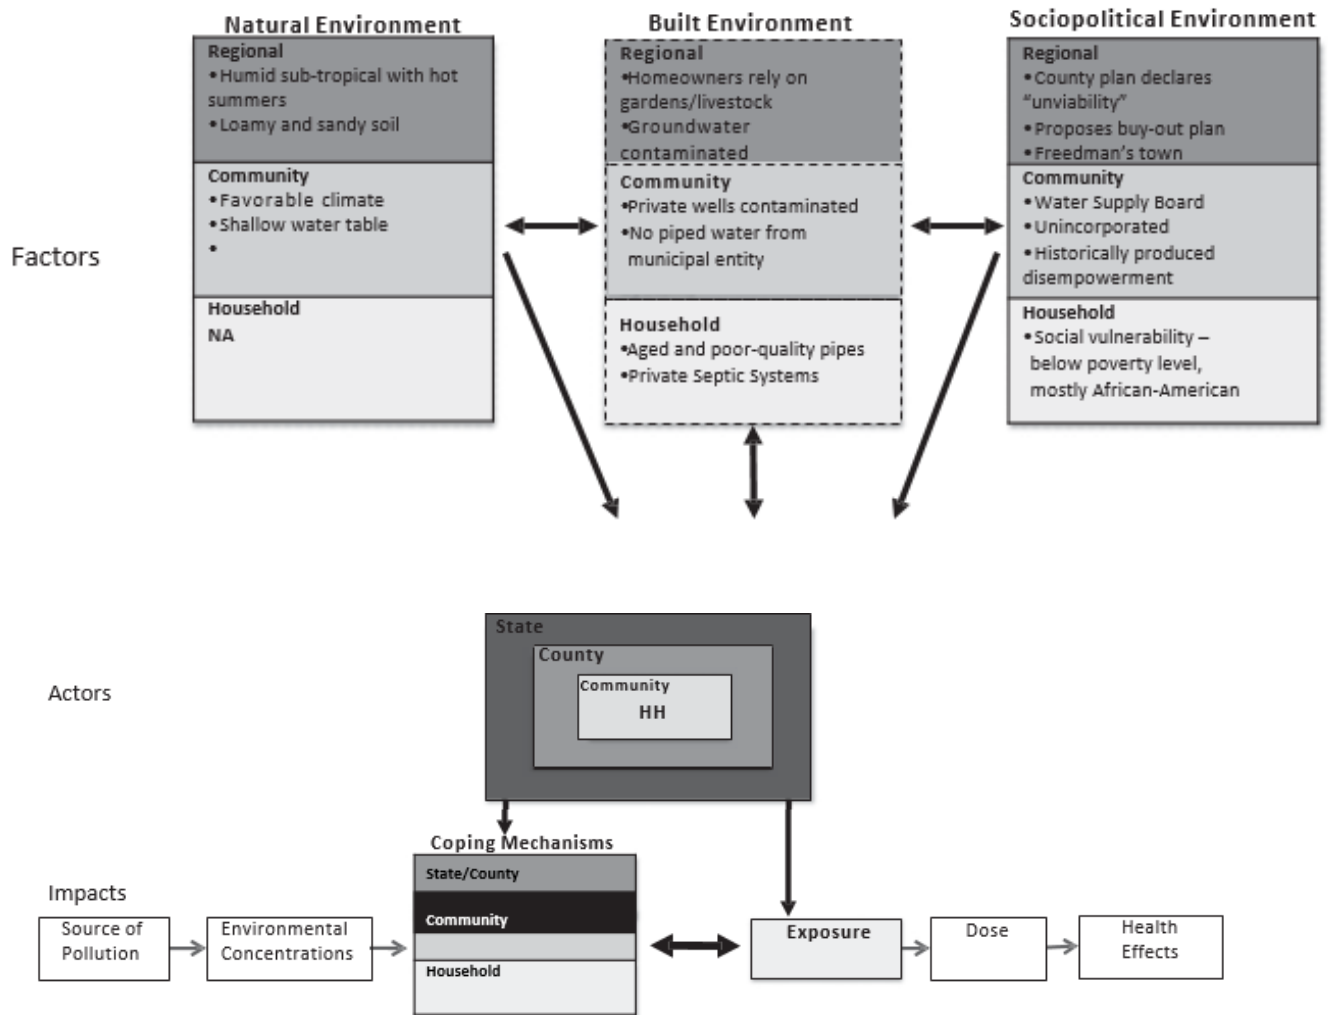 Natural Environment
Regional
•Humid sub-tropical with hot
summers
•Loamy and sandy soil
Community
•Favorable climate
•Shallow water table
•
Household
NA
Built Environment
Regional
•Homeowners rely on
gardens/livestock
•Groundwater
contaminated
Community
•Private wells contaminated
•No piped water from
municipal entity
Household
•Aged and poor-quality pipes
•Private Septic Systems
Sociopolitical Environment
Regional
•County plan declares
“unviability”
•Proposes buy-out plan
•Freedman’s town
Community
•Water Supply Board
•Unincorporated
•Historically produced
disempowerment
Household
•Social vulnerability –
below poverty level,
mostly African-American
Factors
Actors
State
County
Community
HH
Impacts
Source of
Pollution
Environmental
Concentrations
Coping Mechanisms
State/County
Community
Household
Exposure
Dose
Health
Effects